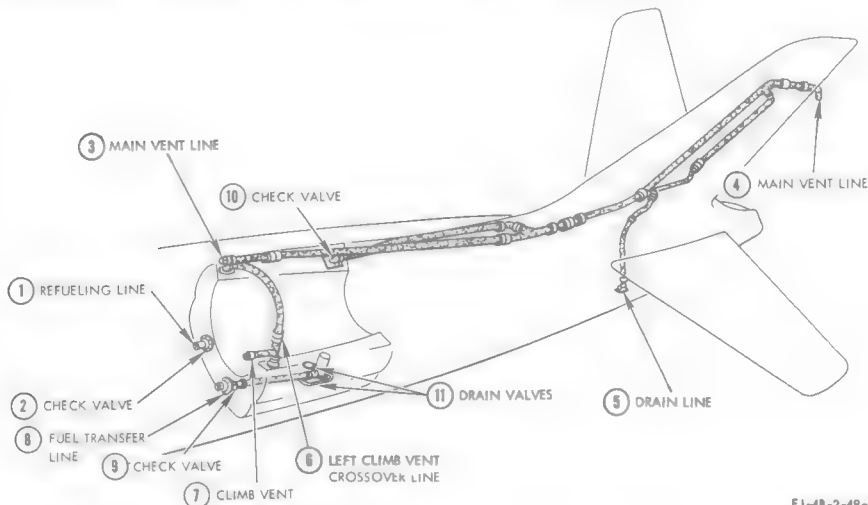 3 MAIN VENT LINE
10 CHECK VALVE
4 MAIN VENT LINE
1 REFUELING LINE
2 CHECK VALVE
8 FUEL TRANSFER
LINE
9 CHECK VALVE
7 CLIMB VENT
6 LEFT CLIMB VENT
CROSSOVER LINE
11 DRAIN VALVES
5 DRAIN LINE